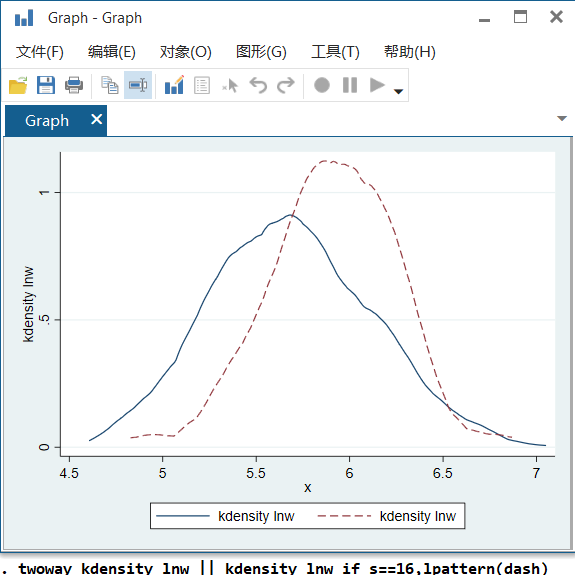 Graph - Graph
文件(F) 编辑(E) 对象(O) 图形(G) 工具(T) 帮助(H)
Graph
kdensity lnw
1
.5
0
4.5 5 5.5 6 6.5 7
x
kdensity lnw kdensity lnw
. twoway kdensity lnw || kdensity lnw if s==16,lpattern(dash)